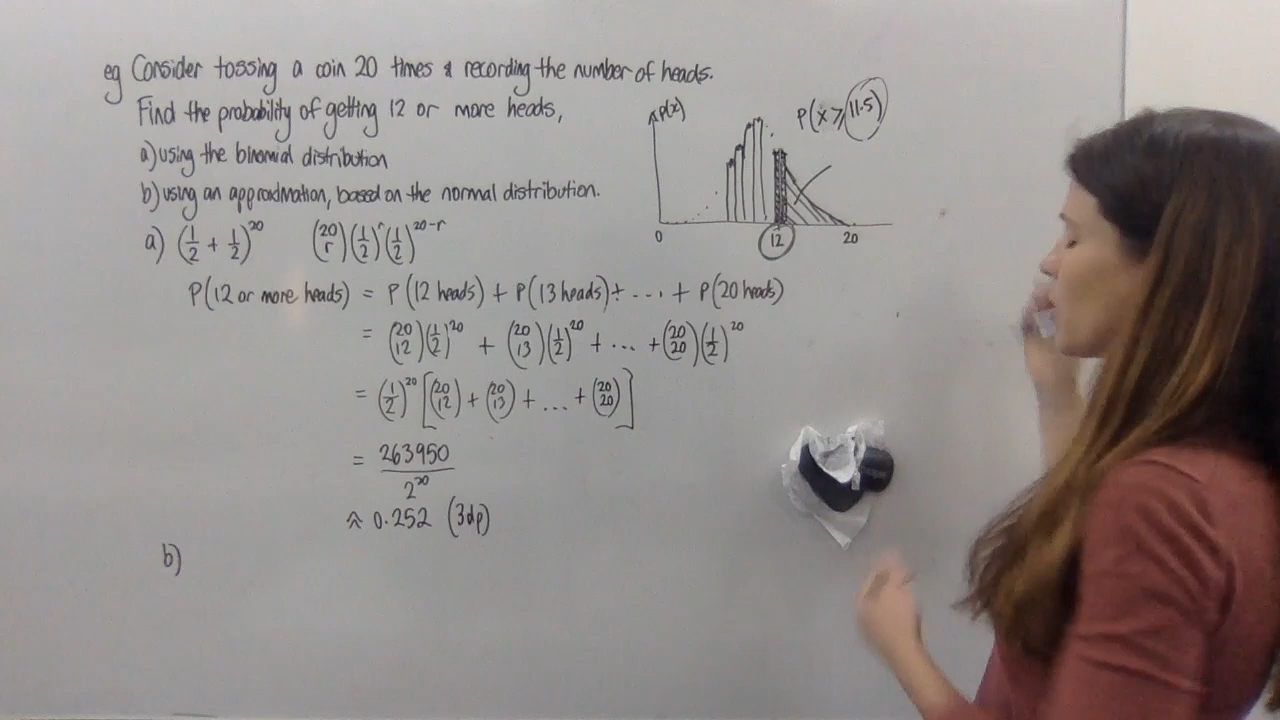 eg Consider tossing a coin 20 times & recording the number of heads.
Find the probability of getting 12 or more heads,
a) using the binomial distribution
b) using an approximation, based on the normal distribution.
a) (1/2 + 1/2)^20 (20 r)(1/2)^r(1/2)^20-r
P(12 or more heads) = P(12 heads) + P(13 heads) + .... + P(20 heads)
= (20 12)(1/2)^20 + (20 13)(1/2)^20 + ... + (20 20)(1/2)^20
= (1/2)^20 [(20 12) + (20 13) + ... + (20 20)]
= 263950/2^20
≈ 0.252 (3dp)
b)
p(x)
P(x ≥ 11.5)
0 12 20